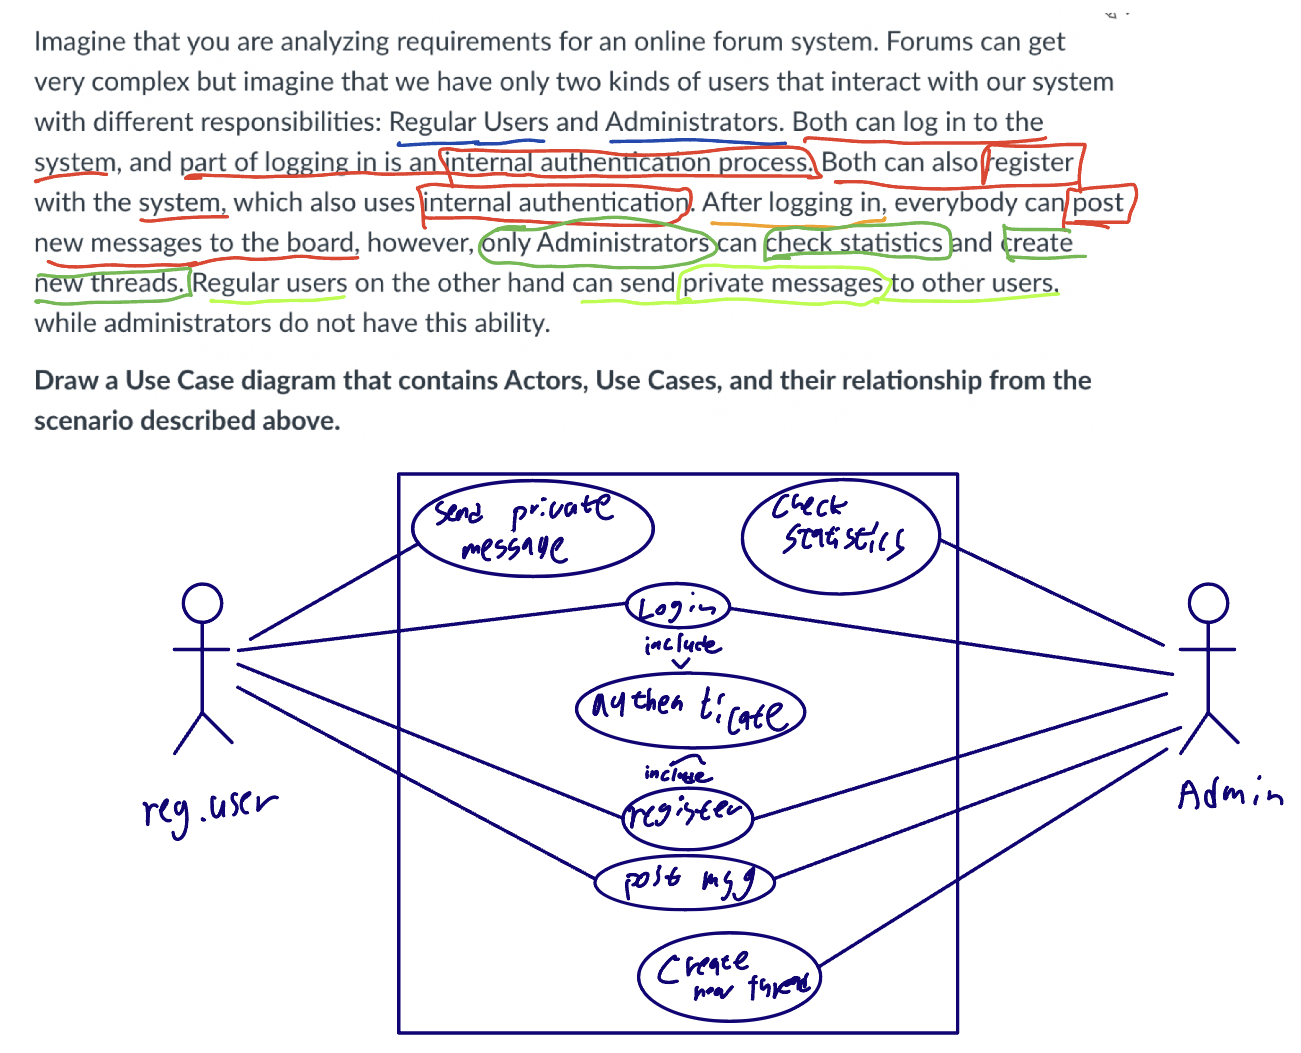 Imagine that you are analyzing requirements for an online forum system. Forums can get
very complex but imagine that we have only two kinds of users that interact with our system
with different responsibilities: Regular Users and Administrators. Both can log in to the
system, and part of logging in is an internal authentication process. Both can also register
with the system, which also uses internal authentication. After logging in, everybody can post
new messages to the board, however, only Administrators can check statistics and create
new threads. Regular users on the other hand can send private messages to other users,
while administrators do not have this ability.
Draw a Use Case diagram that contains Actors, Use Cases, and their relationship from the
scenario described above.
Send private
message
Check
statistics
Login
include
Authenticate
include
register
post msg
Create
new thread
reg.user
Admin